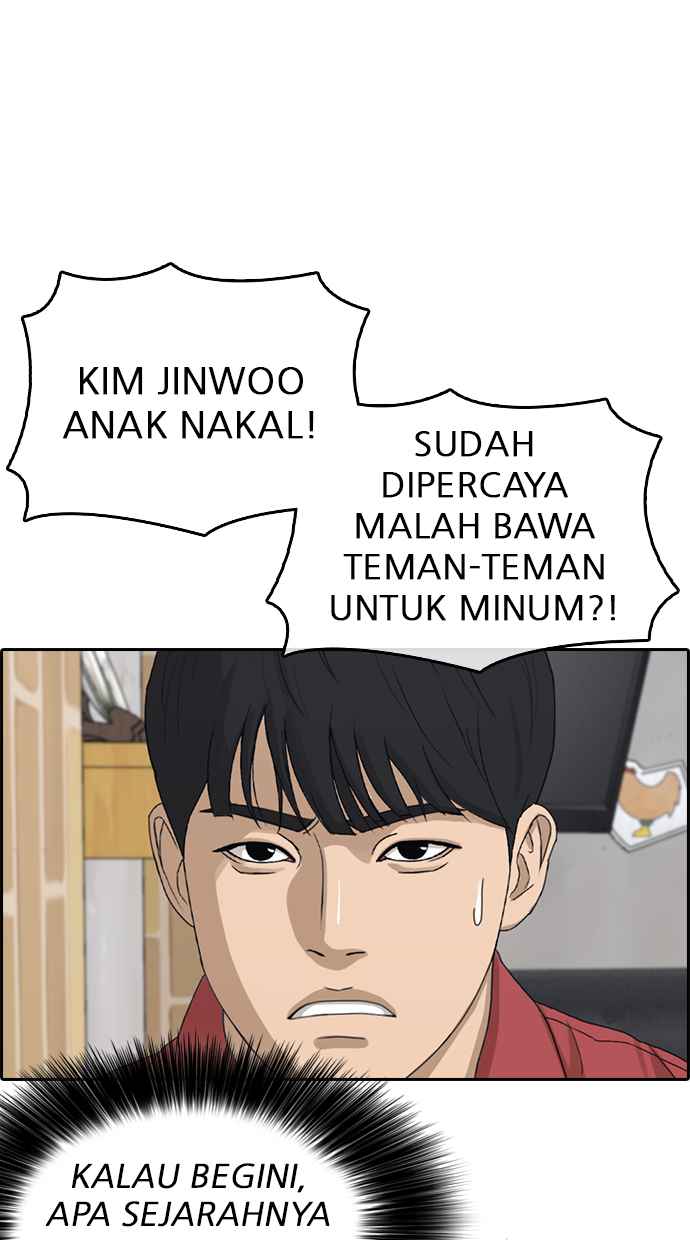 KIM JINWOO
ANAK NAKAL!
SUDAH
DIPERCAYA
MALAH BAWA
TEMAN-TEMAN
UNTUK MINUM?!
KALAU BEGINI,
APA SEJARAHNYA